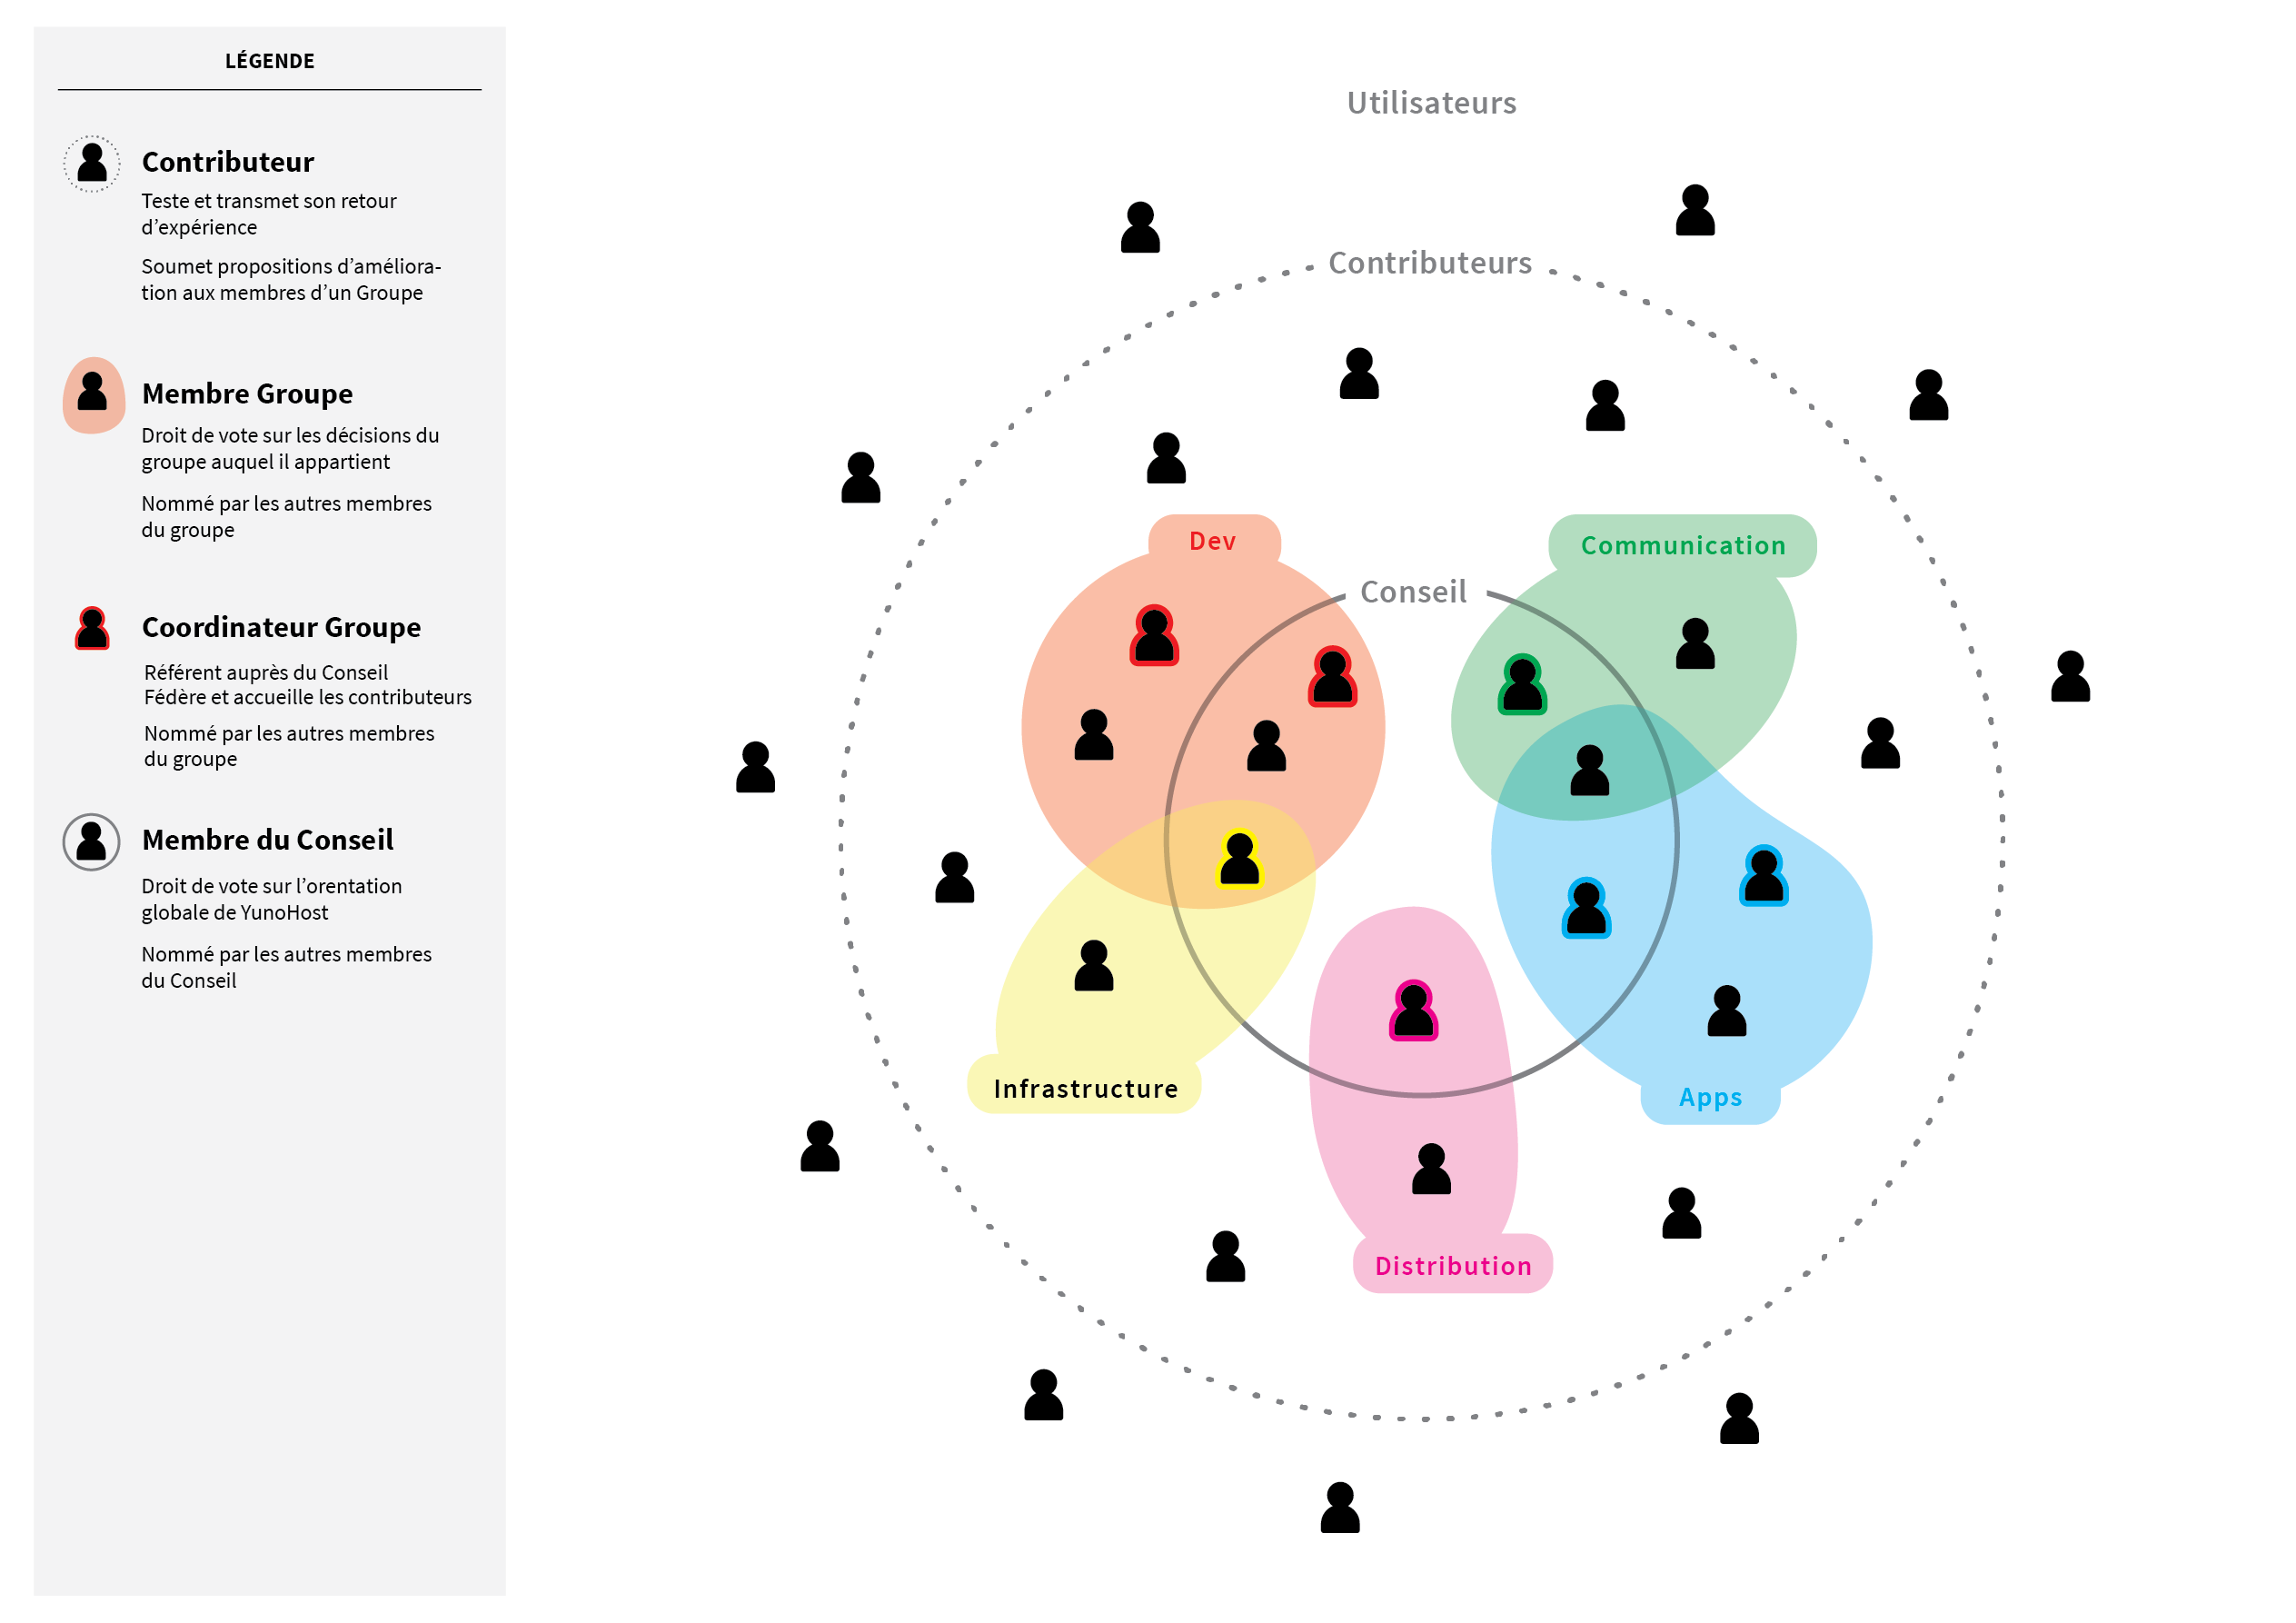 LÉGENDE
Contributeur
Teste et transmet son retour
d’expérience
Soumet propositions d’améliora-
tion aux membres d’un Groupe
Membre Groupe
Droit de vote sur les décisions du
groupe auquel il appartient
Nommé par les autres membres
du groupe
Coordinateur Groupe
Référent auprès du Conseil
Fédère et accueille les contributeurs
Nommé par les autres membres
du groupe
Membre du Conseil
Droit de vote sur l’orentation
globale de YunoHost
Nommé par les autres membres
du Conseil
Utilisateurs
Contributeurs
Dev
Communication
Conseil
Infrastructure
Apps
Distribution